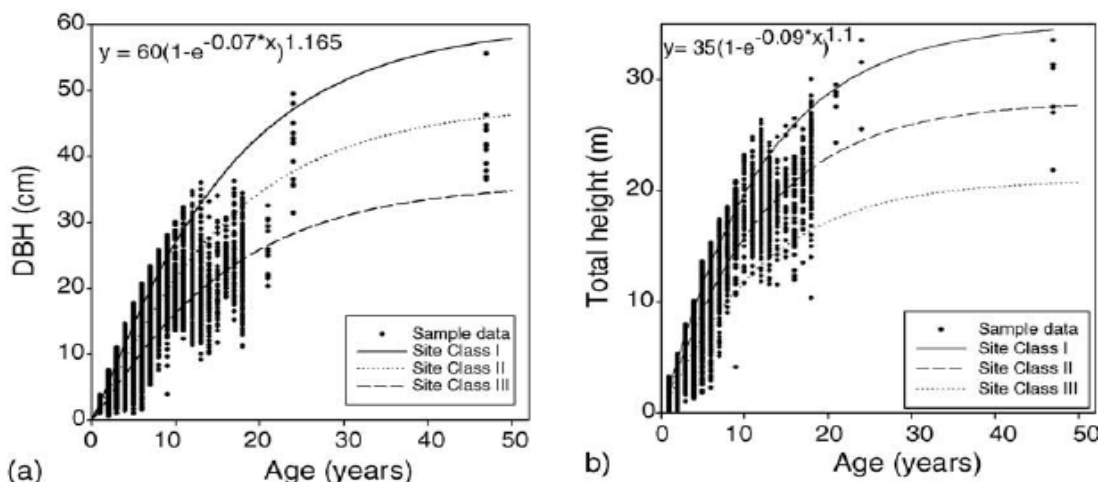 y = 60(1-e^-0.07*x)^1.165
60
50
40
30
20
10
0
DBH (cm)
0 10 20 30 40 50
Age (years)
Sample data
Site Class I
Site Class II
Site Class III
(a)
y= 35(1-e^-0.09*x)^1.1
30
20
10
0
Total height (m)
0 10 20 30 40 50
Age (years)
Sample data
Site Class I
Site Class II
Site Class III
b)